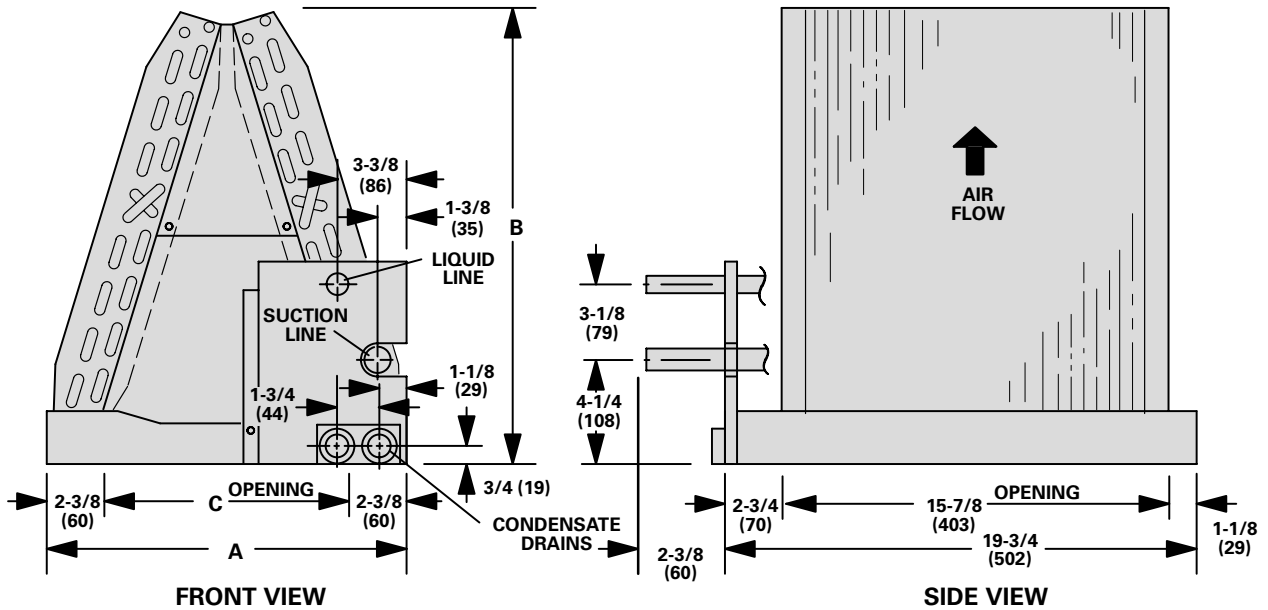 3-3/8
(86)
1-3/8
(35)
B
LIQUID
LINE
SUCTION
LINE
1-1/8
(29)
1-3/4
(44)
3/4 (19)
2-3/8
(60)
C
OPENING
2-3/8
(60)
CONDENSATE
DRAINS
A
FRONT VIEW
AIR
FLOW
3-1/8
(79)
4-1/4
(108)
2-3/4
(70)
OPENING
15-7/8
(403)
1-1/8
(29)
19-3/4
(502)
2-3/8
(60)
SIDE VIEW